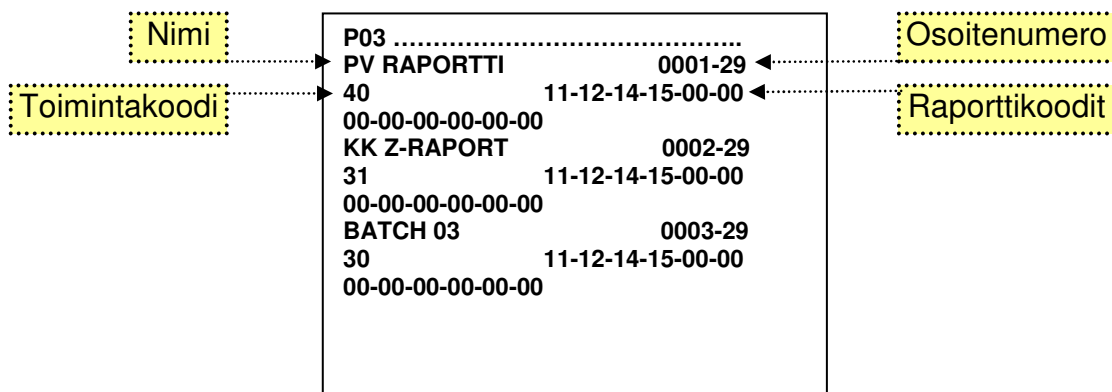 Nimi
Toimintakoodi
P03 ............................................
PV RAPORTTI 0001-29
40 11-12-14-15-00-00
00-00-00-00-00-00
KK Z-RAPORT 0002-29
31 11-12-14-15-00-00
00-00-00-00-00-00
BATCH 03 0003-29
30 11-12-14-15-00-00
00-00-00-00-00-00
Osoitenumero
Raporttikoodit